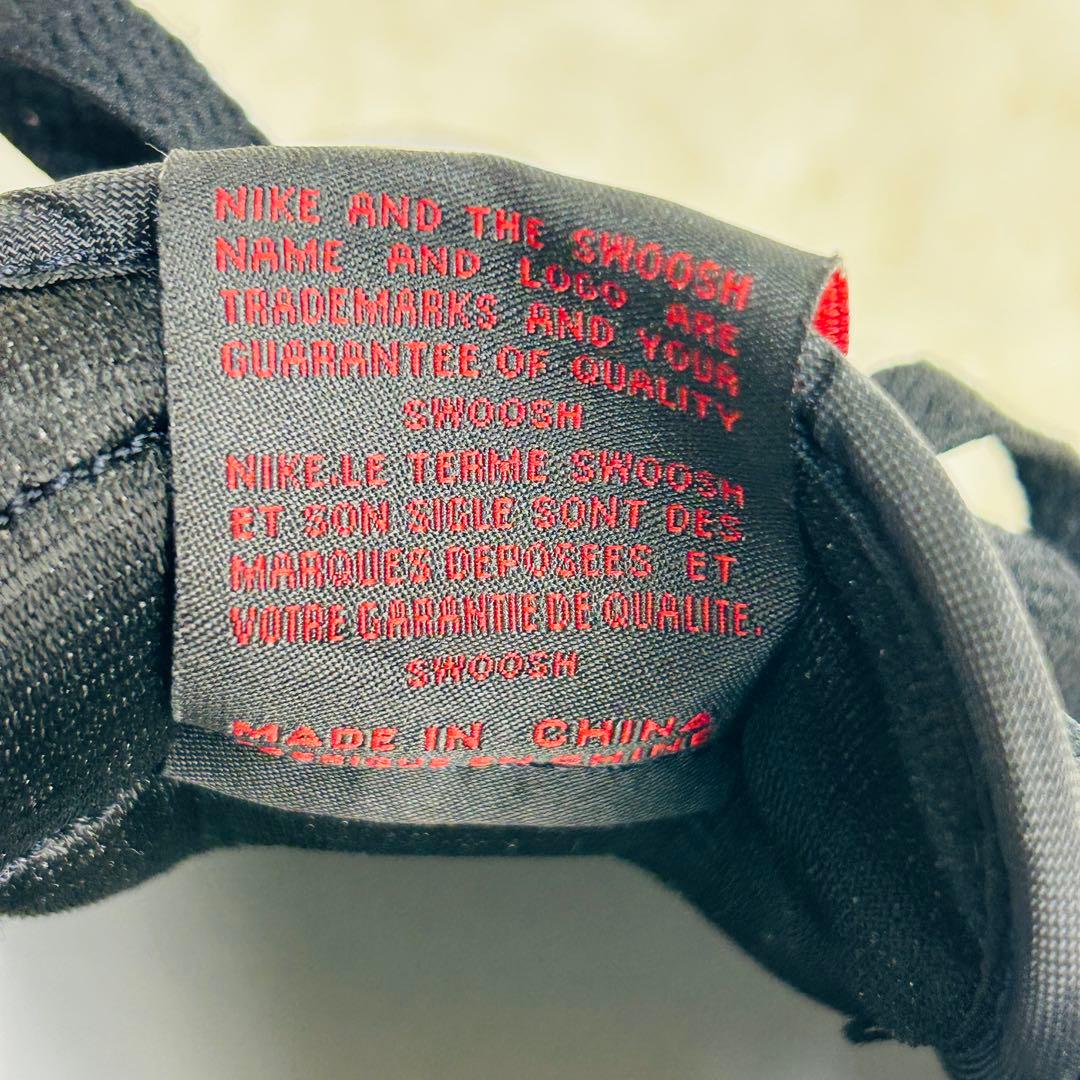 NIKE AND THE SWOOSH
NAME AND LOGO ARE
TRADEMARKS AND YOUR
GUARANTEE OF QUALITY
SWOOSH
NIKE.LE TERME SWOOSH
ET SON SIGLE SONT DES
MARQUES DEPOSEES ET
VOTRE GARANTIE DE QUALITE.
SWOOSH
MADE IN CHINA